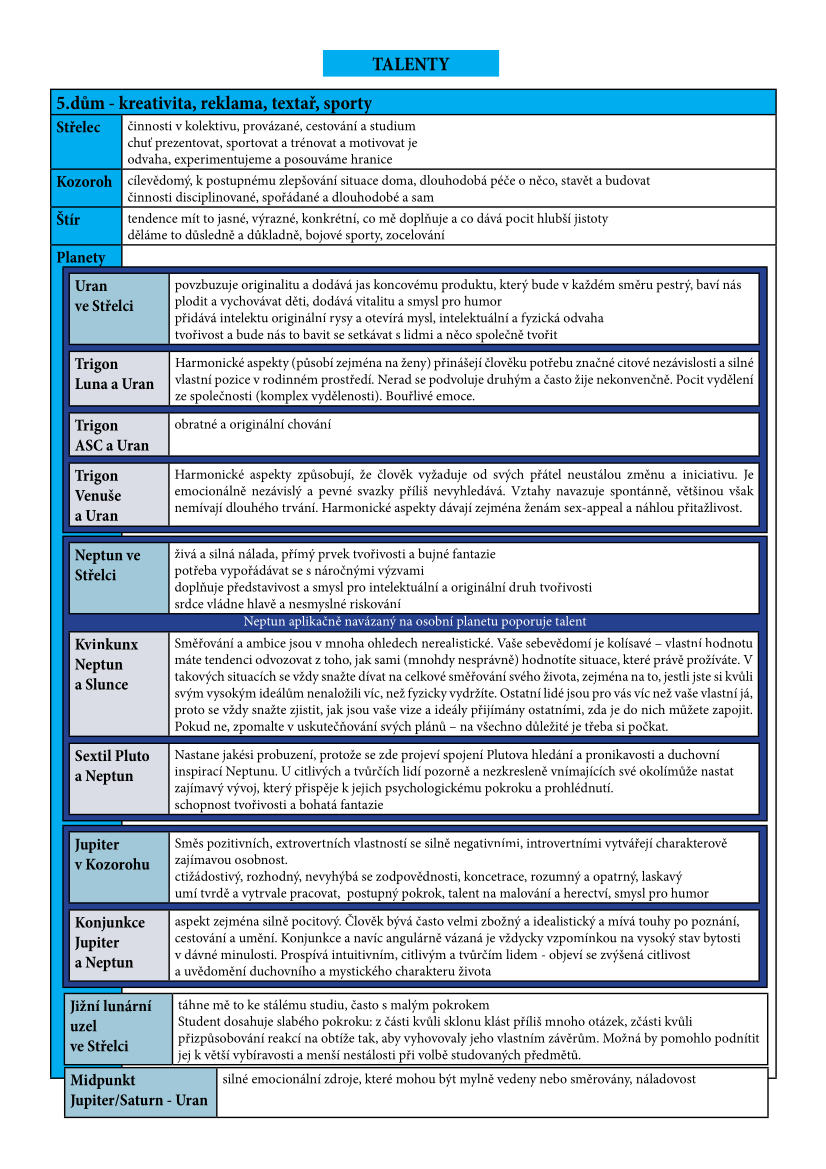 TALENTY
5.dům - kreativita, reklama, textař, sporty
Střelec
činnosti v kolektivu, provázané, cestování a studium
chuť prezentovat, sportovat a trénovat a motivovat je
odvaha, experimentujeme a posouváme hranice
Kozoroh
cílevědomý, k postupnému zlepšování situace doma, dlouhodobá péče o něco, stavět a budovat
činnosti disciplinované, spořádané a dlouhodobé a sam
Štír
tendence mít to jasné, výrazné, konkrétní, co mě doplňuje a co dává pocit hlubší jistoty
děláme to důsledně a důkladně, bojové sporty, zocelování
Planety
Uran
ve Střelci
povzbuzuje originalitu a dodává jas koncovému produktu, který bude v každém směru pestrý, baví nás
plodit a vychovávat děti, dodává vitalitu a smysl pro humor
přidává intelektu originální rysy a otevírá mysl, intelektuální a fyzická odvaha
tvořivost a bude nás to bavit se setkávat s lidmi a něco společně tvořit
Trigon
Luna a Uran
Harmonické aspekty (působí zejména na ženy) přinášejí člověku potřebu značné citové nezávislosti a silné
vlastní pozice v rodinném prostředí. Nerad se podvoluje druhým a často žije nekonvenčně. Pocit vydělení
ze společnosti (komplex vydělenosti). Bouřlivé emoce.
Trigon
ASC a Uran
obratné a originální chování
Trigon
Venuše
a Uran
Harmonické aspekty způsobují, že člověk vyžaduje od svých přátel neustálou změnu a iniciativu. Je
emocionálně nezávislý a pevné svazky příliš nevyhledává. Vztahy navazuje spontánně, většinou však
nemívají dlouhého trvání. Harmonické aspekty dávají zejména ženám sex-appeal a náhlou přitažlivost.
Neptun ve
Střelci
živá a silná nálada, přímý prvek tvořivosti a bujné fantazie
potřeba vypořádávat se s náročnými výzvami
doplňuje představivost a smysl pro intelektuální a originální druh tvořivosti
srdce vládne hlavě a nesmyslné riskování
Neptun aplikačně navázaný na osobní planetu poporuje talent
Kvinkunx
Neptun
a Slunce
Směřování a ambice jsou v mnoha ohledech nerealistické. Vaše sebevědomí je kolísavé – vlastní hodnotu
máte tendenci odvozovat z toho, jak sami (mnohdy nesprávně) hodnotíte situace, které právě prožíváte. V
takových situacích se vždy snažte dívat na celkové směřování svého života, zejména na to, jestli jste si kvůli
svým vysokým ideálům nenaložili víc, než fyzicky vydržíte. Ostatní lidé jsou pro vás víc než vaše vlastní já,
proto se vždy snažte zjistit, jak jsou vaše vize a ideály přijímány ostatními, zda je do nich můžete zapojit.
Pokud ne, zpomalte v uskutečňování svých plánů – na všechno důležité je třeba si počkat.
Sextil Pluto
a Neptun
Nastane jakési probuzení, protože se zde projeví spojení Plutova hledání a pronikavosti a duchovní
inspirací Neptunu. U citlivých a tvůrčích lidí pozorně a nezkresleně vnímajících své okolímůže nastat
zajímavý vývoj, který přispěje k jejich psychologickému pokroku a prohlédnutí.
schopnost tvořivosti a bohatá fantazie
Jupiter
v Kozorohu
Směs pozitivních, extrovertních vlastností se silně negativními, introvertními vytvářejí charakterově
zajímavou osobnost.
ctižádostivý, rozhodný, nevyhýbá se zodpovědnosti, koncetrace, rozumný a opatrný, laskavý
umí tvrdě a vytrvale pracovat, postupný pokrok, talent na malování a herectví, smysl pro humor
Konjunkce
Jupiter
a Neptun
aspekt zejména silně pocitový. Člověk bývá často velmi zbožný a idealistický a mívá touhy po poznání,
cestování a umění. Konjunkce a navíc angulárně vázaná je vždycky vzpomínkou na vysoký stav bytosti
v dávné minulosti. Prospívá intuitivním, citlivým a tvůrčím lidem - objeví se zvýšená citlivost
a uvědomění duchovního a mystického charakteru života
Jižní lunární
uzel
ve Střelci
táhne mě to ke stálému studiu, často s malým pokrokem
Student dosahuje slabého pokroku: z části kvůli sklonu klást příliš mnoho otázek, zčásti kvůli
přizpůsobování reakcí na obtíže tak, aby vyhovovaly jeho vlastním závěrům. Možná by pomohlo podnítit
jej k větší vybíravosti a menší nestálosti při volbě studovaných předmětů.
Midpunkt
Jupiter/Saturn - Uran
silné emocionální zdroje, které mohou být mylně vedeny nebo směrovány, náladovost